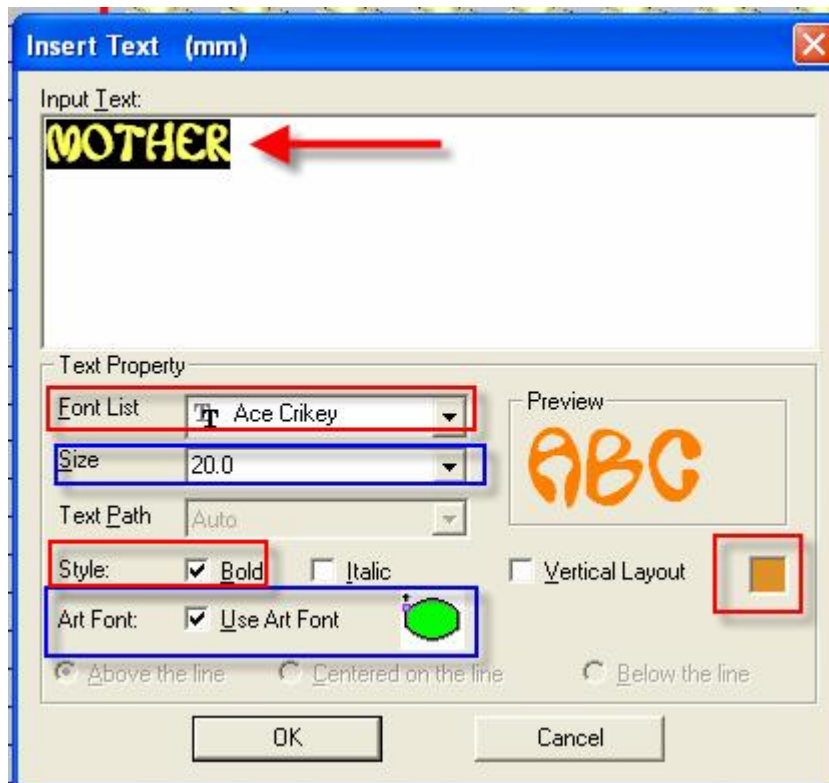 Insert Text (mm)
Input Text:
MOTHER
Text Property
Font List Ace Crikey
Preview
ABC
Size 20.0
Text Path Auto
Style: Bold Italic Vertical Layout
Art Font: Use Art Font
Above the line Centered on the line Below the line
OK Cancel